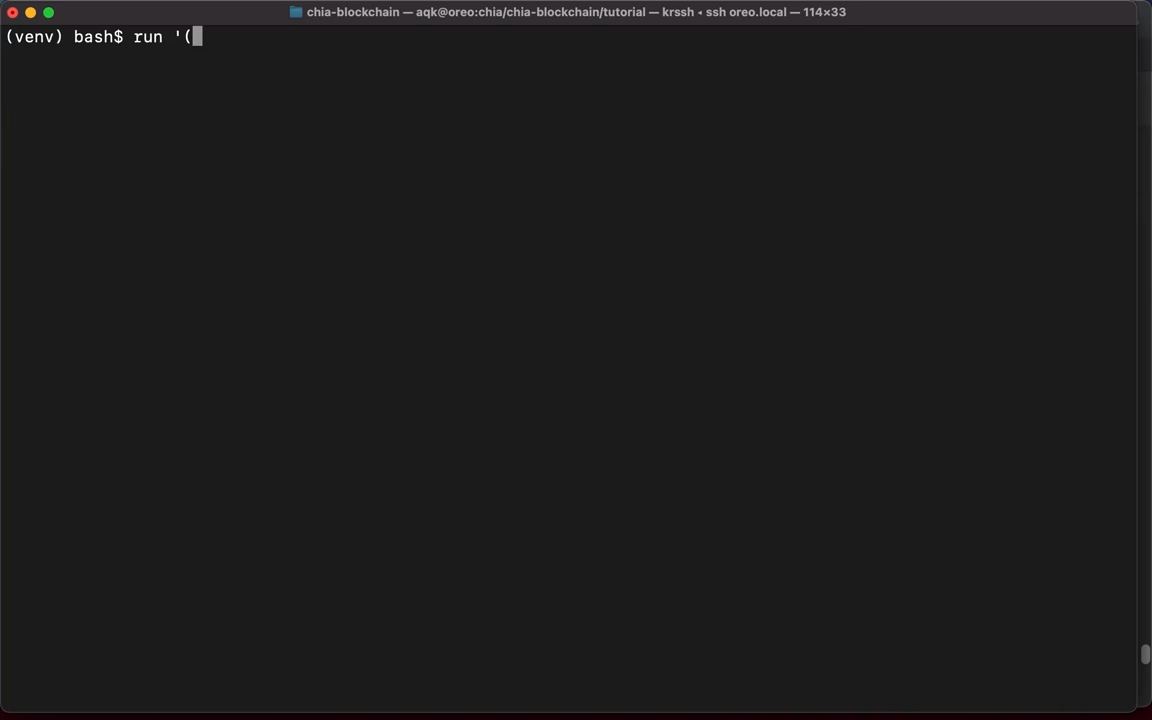 chia-blockchain — aqk@oreo:chia/chia-blockchain/tutorial — krssh ◂ ssh oreo.local — 114×33
(venv) bash$ run '(